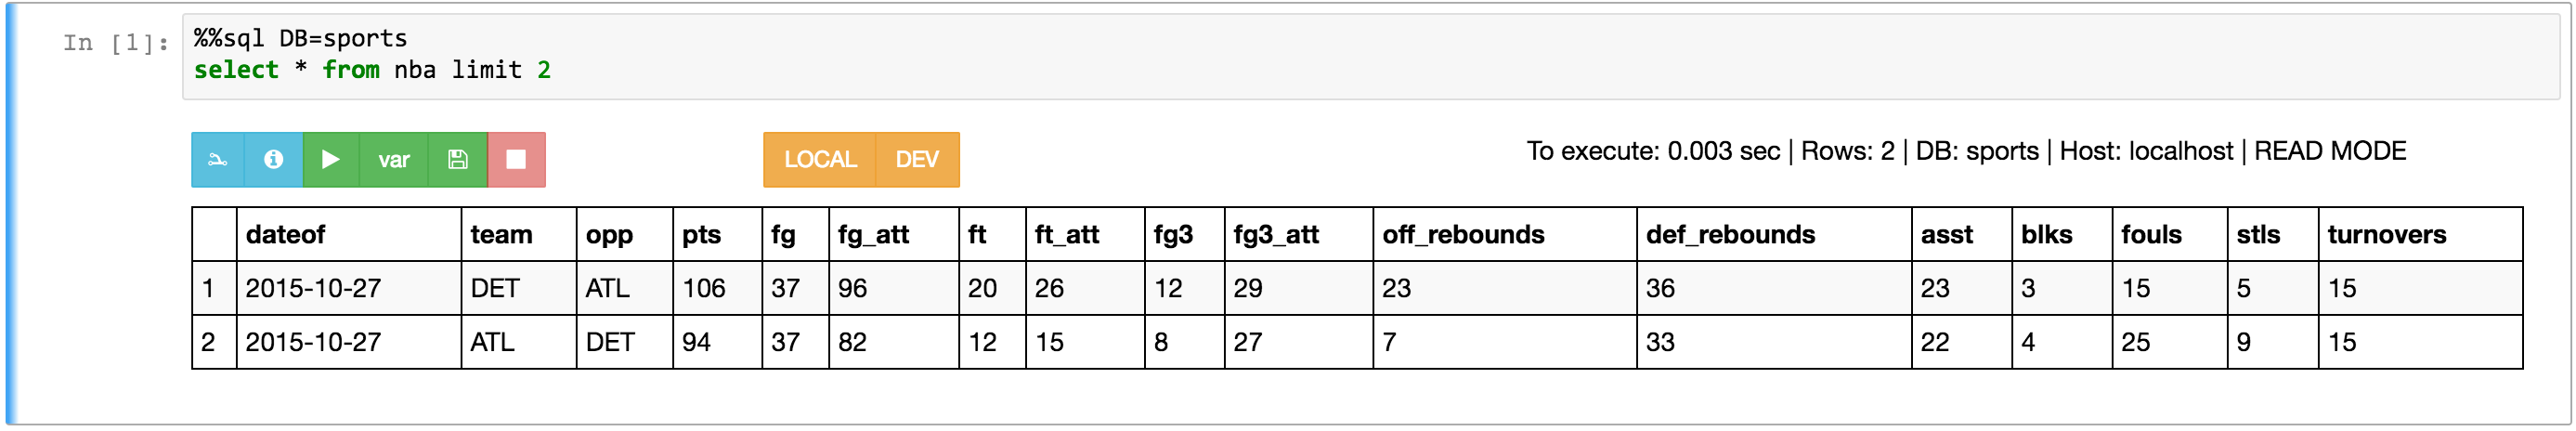 In [1]:
%%sql DB=sports
select * from nba limit 2
var
LOCAL DEV
To execute: 0.003 sec | Rows: 2 | DB: sports | Host: localhost | READ MODE
dateof team opp pts fg fg_att ft ft_att fg3 fg3_att off_rebounds def_rebounds asst blks fouls stls turnovers
1 2015-10-27 DET ATL 106 37 96 20 26 12 29 23 36 23 3 15 5 15
2 2015-10-27 ATL DET 94 37 82 12 15 8 27 7 33 22 4 25 9 15